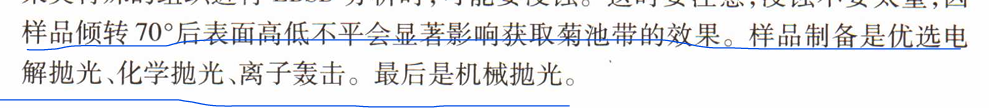 样品倾转70°后表面高低不平会显著影响获取菊池带的效果。样品制备是优选电
解抛光、化学抛光、离子轰击。最后是机械抛光。